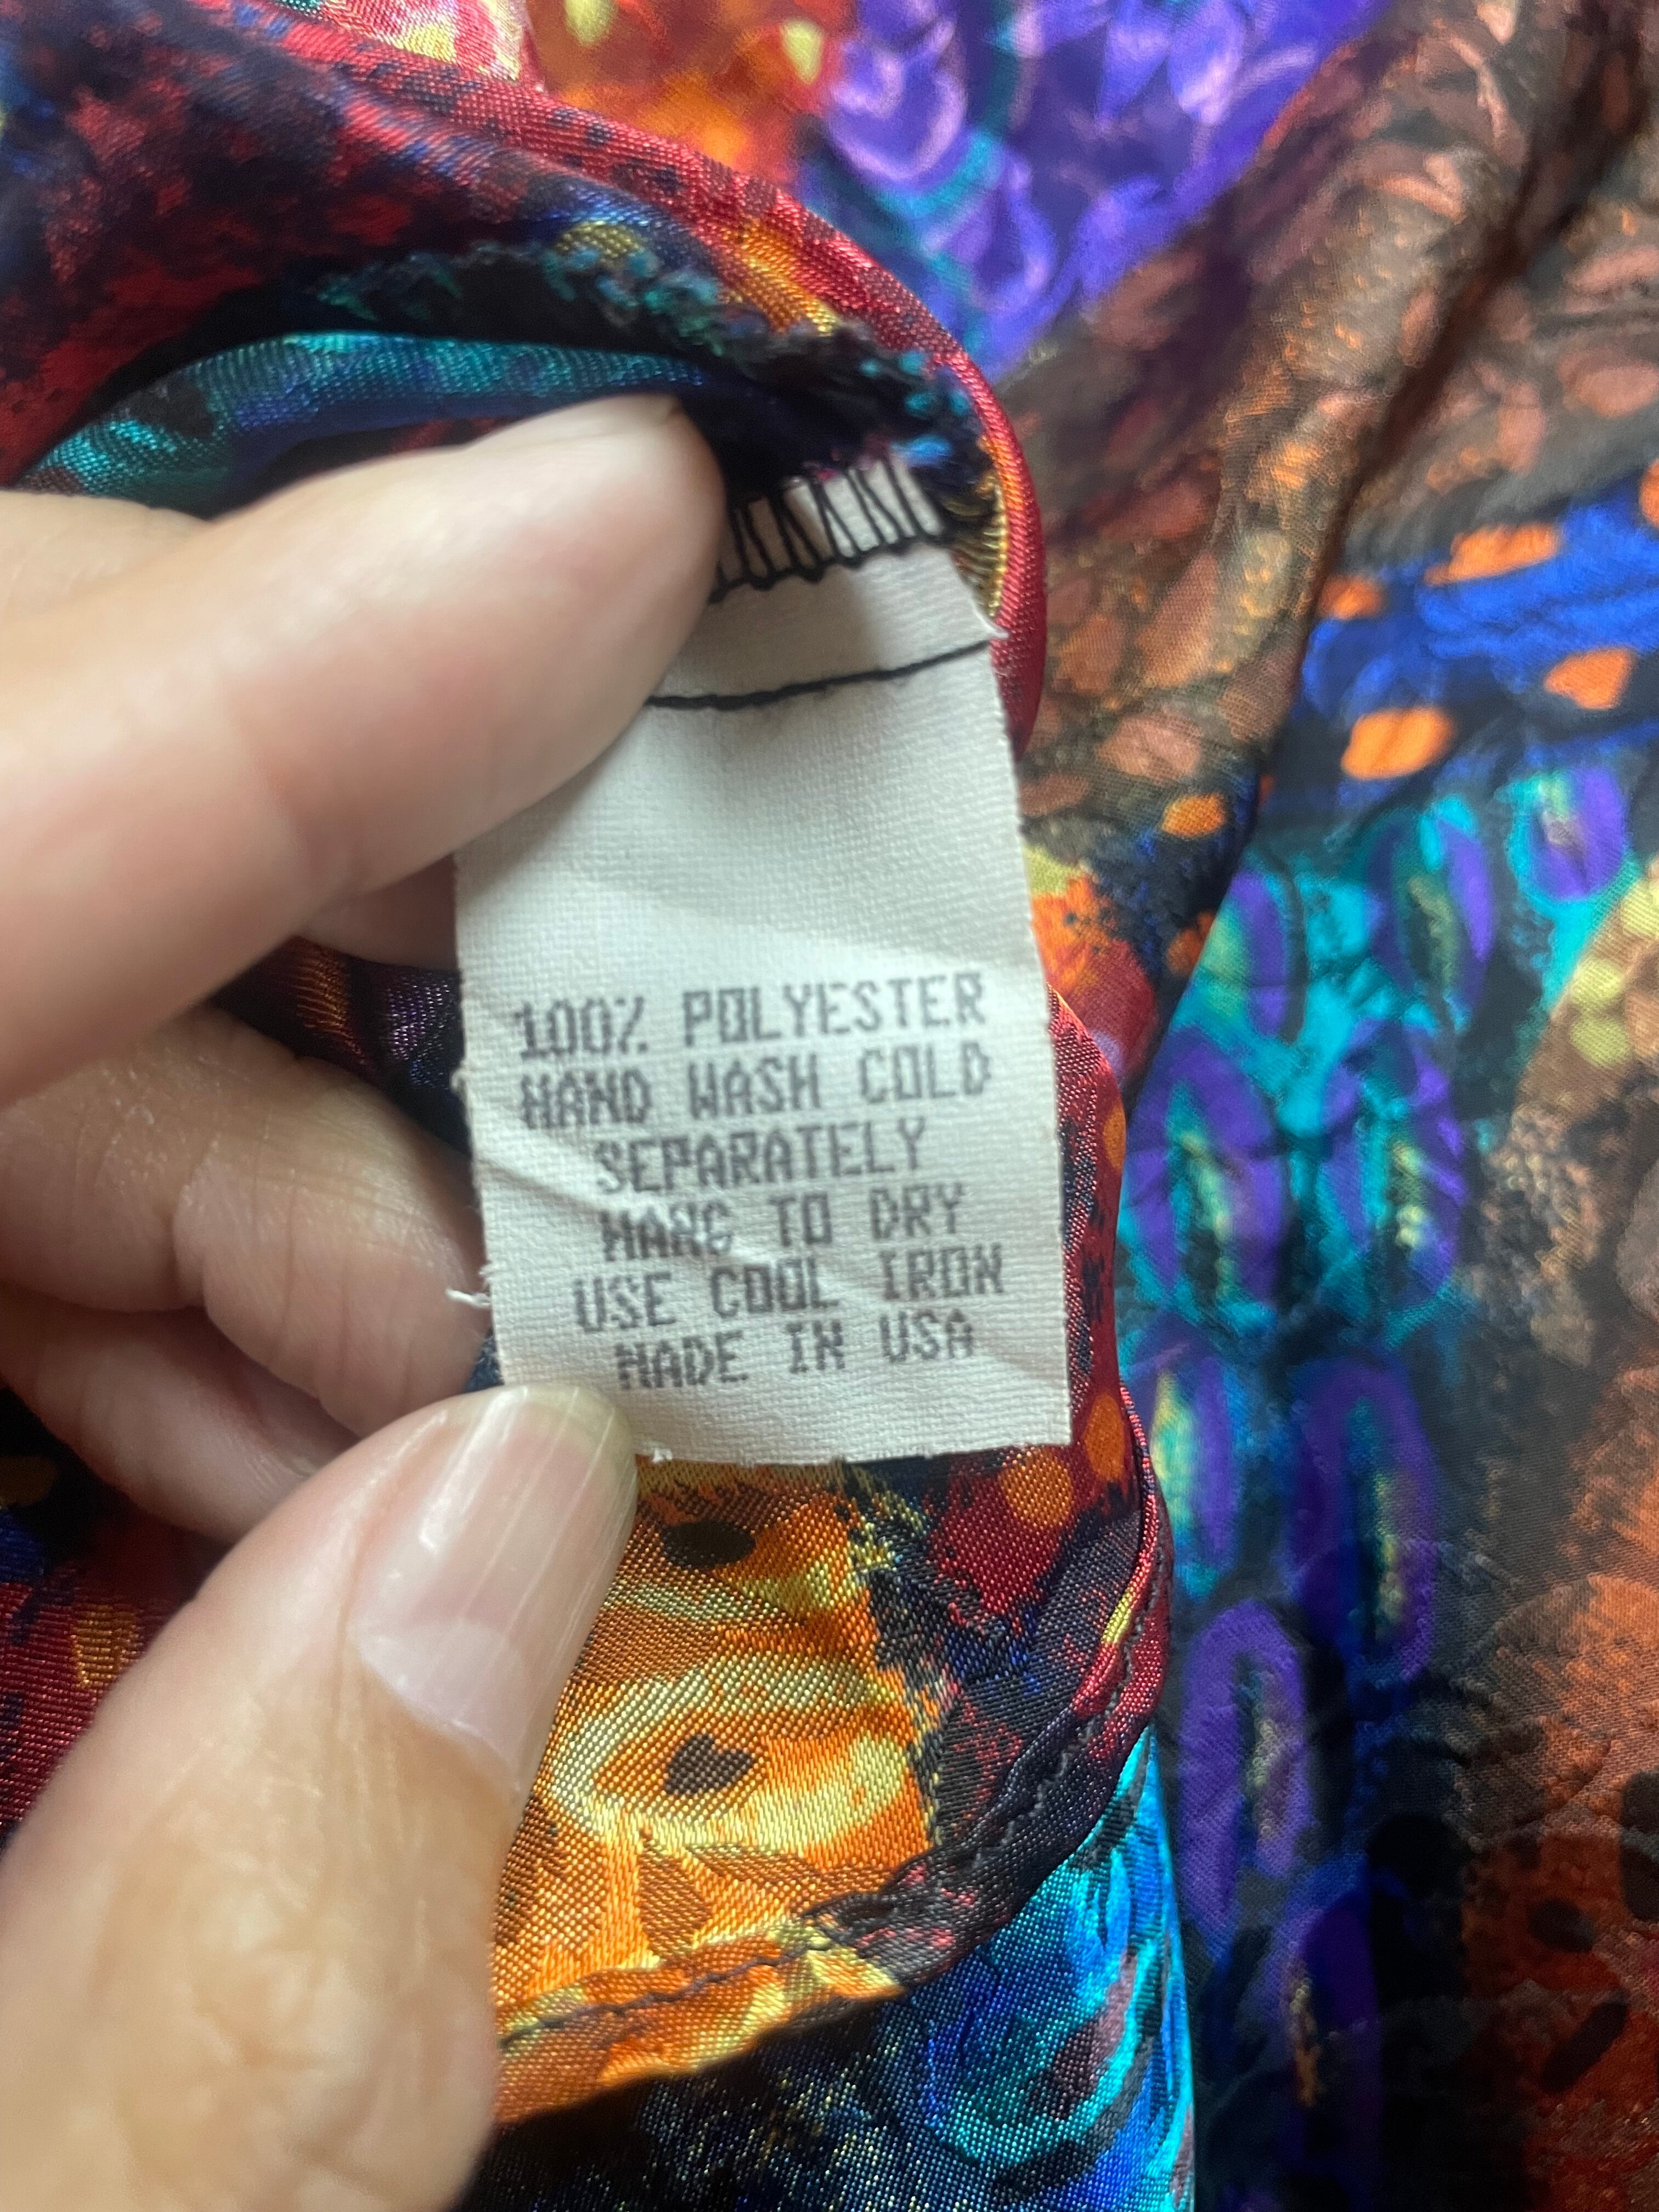 100% POLYESTER
HAND WASH COLD
SEPARATELY
HANG TO DRY
USE COOL IRON
MADE IN USA